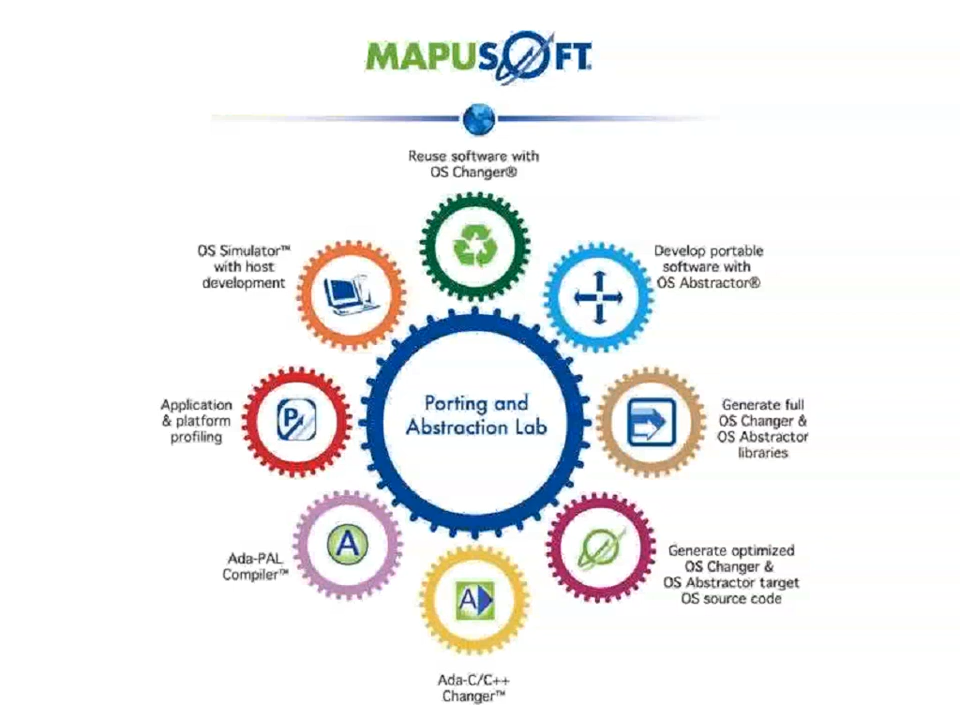 MAPUSOFT
Reuse software with
OS Changer®
OS Simulator™
with host
development
Develop portable
software with
OS Abstractor®
Application
& platform
profiling
P
Porting and
Abstraction Lab
Generate full
OS Changer &
OS Abstractor
libraries
Ada-PAL
Compiler™
A
Generate optimized
OS Changer &
OS Abstractor target
OS source code
A
Ada-C/C++
Changer™